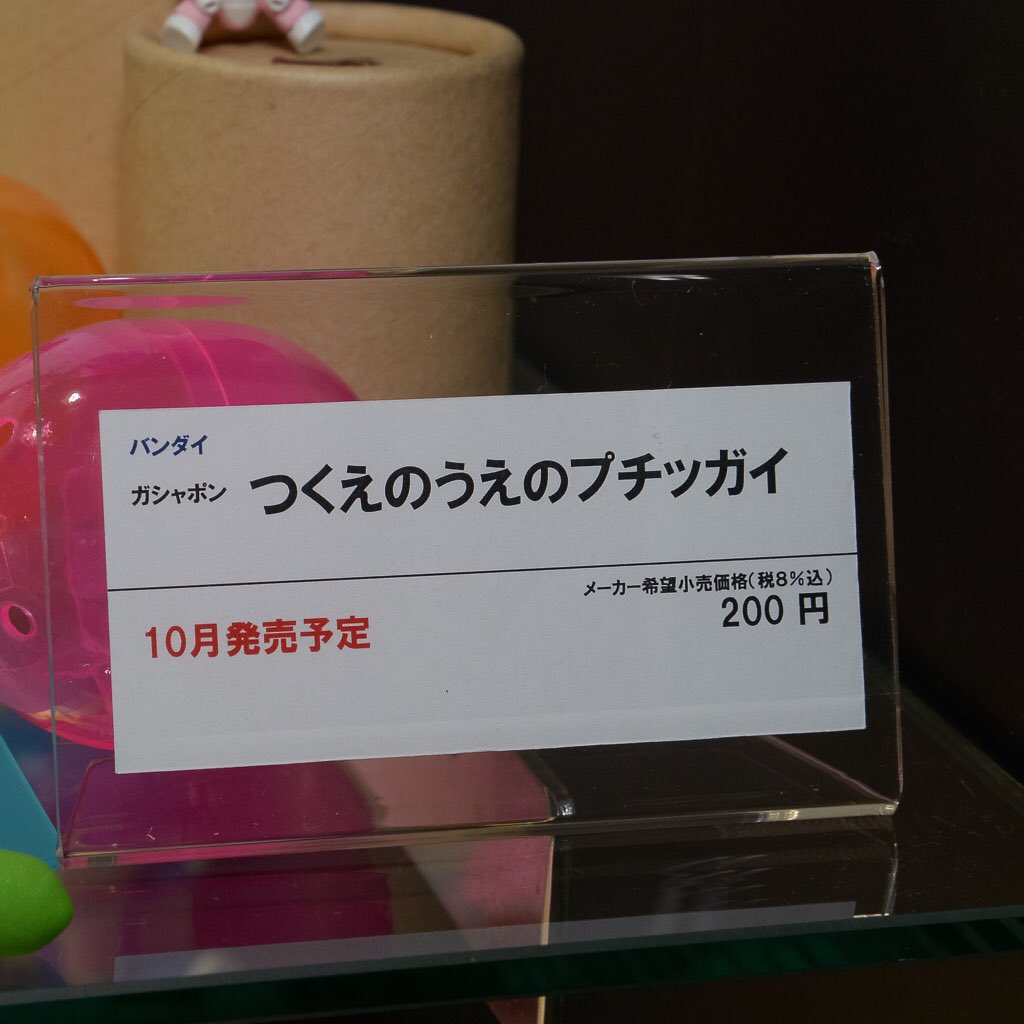 バンダイ
ガシャポン つくえのうえのプチッガイ
メーカー希望小売価格(税8%込)
200 円
10月発売予定